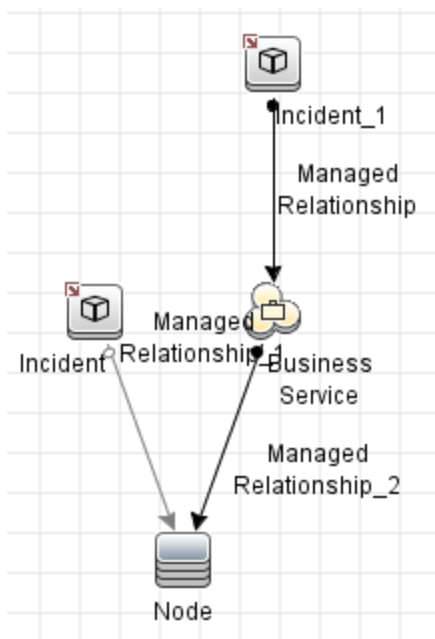 Incident_1
Managed
Relationship
Managed
Incident
Relationship_1
Business
Service
Managed
Relationship_2
Node